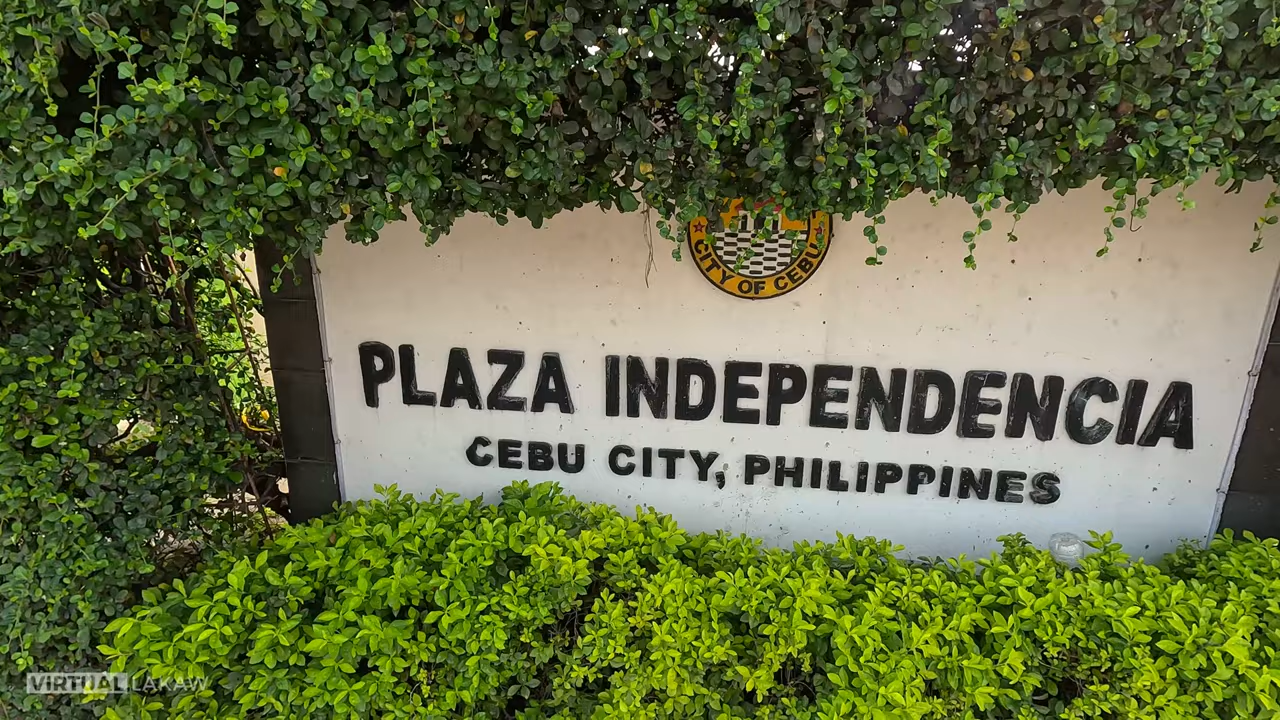 CITY OF CEBU
PLAZA INDEPENDENCIA
CEBU CITY, PHILIPPINES
VIRTUAL LAKAW